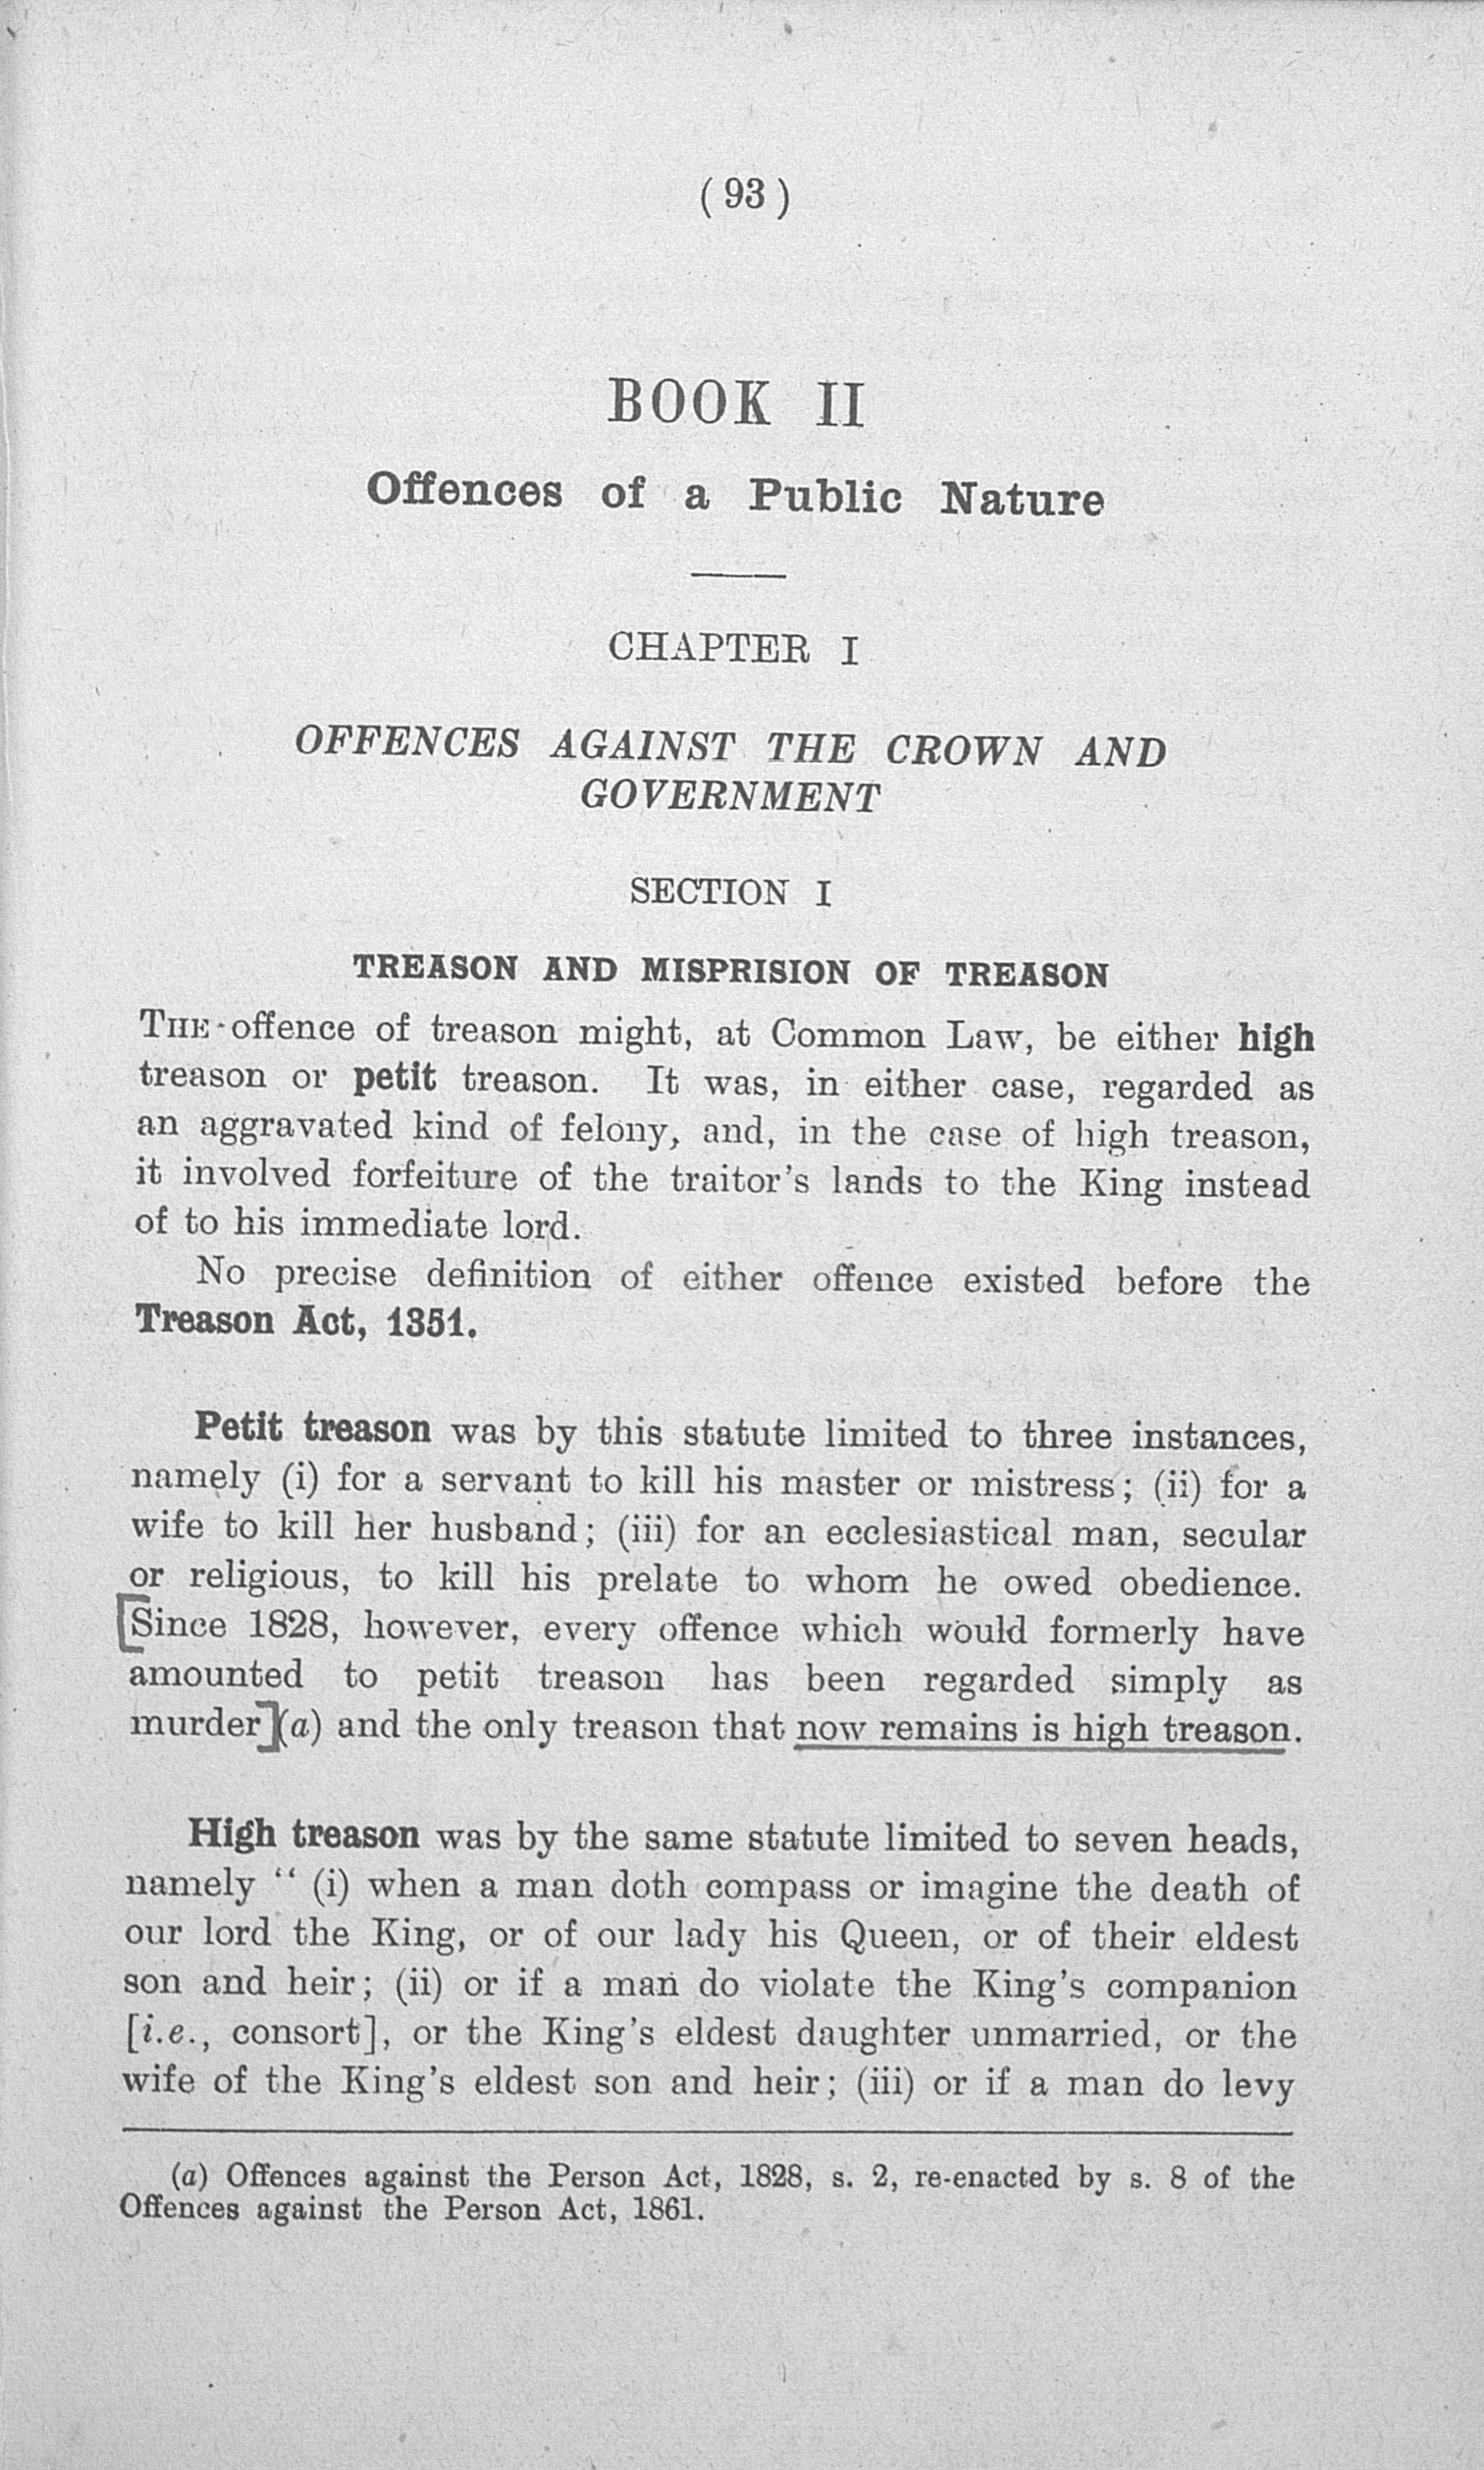 ( 93 )
BOOK II
Offences of a Public Nature
CHAPTER I
OFFENCES AGAINST THE CROWN AND
GOVERNMENT
SECTION I
TREASON AND MISPRISION OF TREASON
THE offence of treason might, at Common Law, be either high
treason or petit treason. It was, in either case, regarded as
an aggravated kind of felony, and, in the case of high treason,
it involved forfeiture of the traitor's lands to the King instead
of to his immediate lord.
No precise definition of either offence existed before the
Treason Act, 1351.
Petit treason was by this statute limited to three instances,
namely (i) for a servant to kill his master or mistress; (ii) for a
wife to kill her husband; (iii) for an ecclesiastical man, secular
or religious, to kill his prelate to whom he owed obedience.
[Since 1828, however, every offence which would formerly have
amounted to petit treason has been regarded simply as
murder](a) and the only treason that now remains is high treason.
High treason was by the same statute limited to seven heads,
namely “ (i) when a man doth compass or imagine the death of
our lord the King, or of our lady his Queen, or of their eldest
son and heir; (ii) or if a man do violate the King's companion
[i.e., consort], or the King's eldest daughter unmarried, or the
wife of the King's eldest son and heir; (iii) or if a man do levy
(a) Offences against the Person Act, 1828, s. 2, re-enacted by s. 8 of the
Offences against the Person Act, 1861.